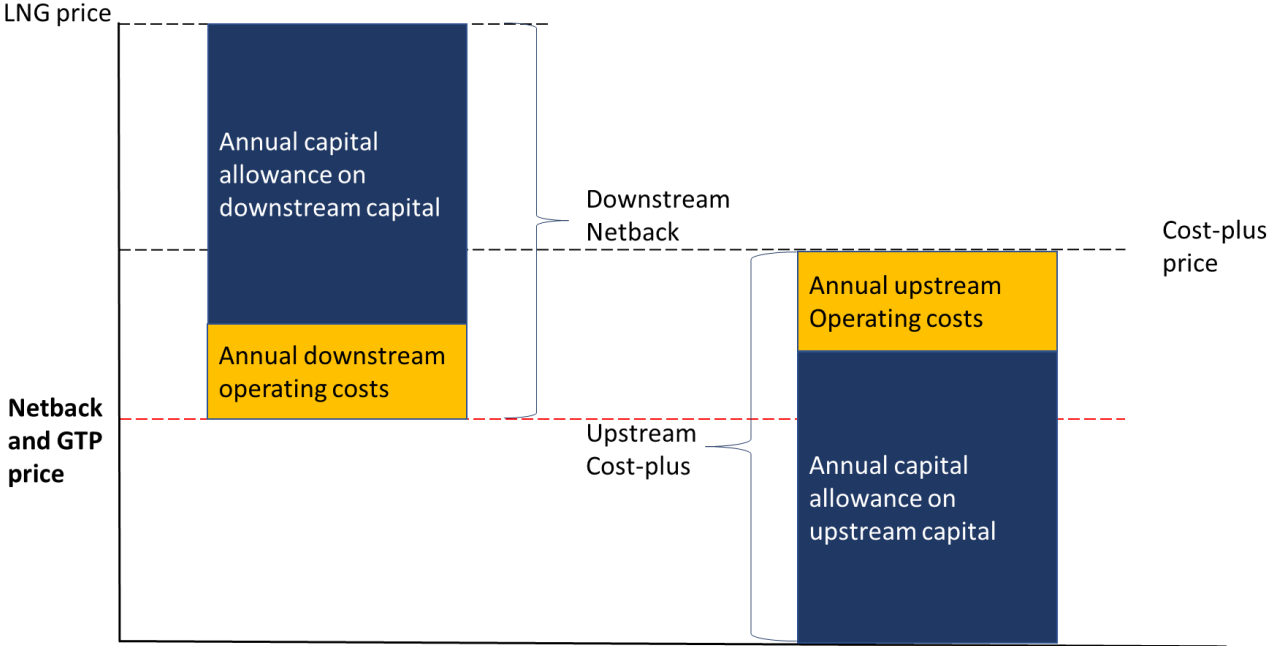 LNG price
Annual capital
allowance on
downstream capital
Downstream
Netback
Cost-plus
price
Annual upstream
Operating costs
Annual downstream
operating costs
Netback
and GTP
price
Upstream
Cost-plus
Annual capital
allowance on
upstream capital